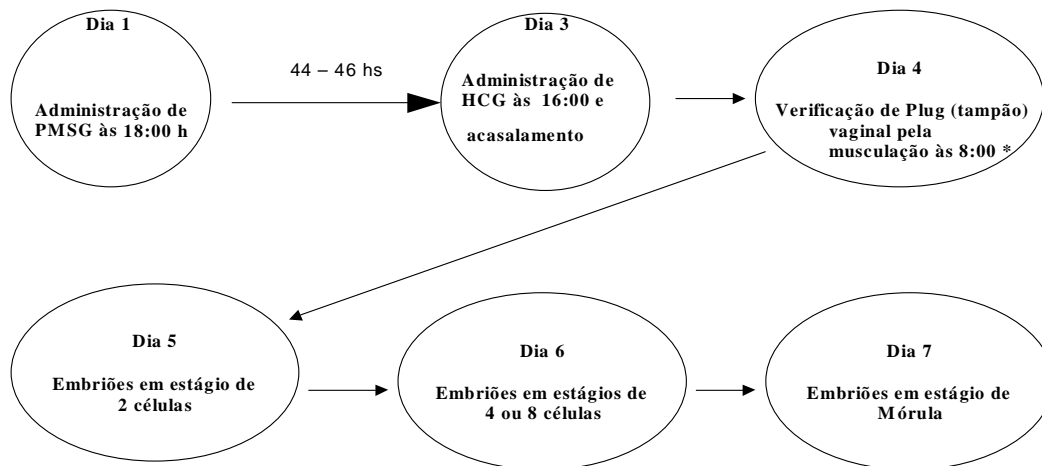 Dia 1
Administração de
PMSG às 18:00 h
44 – 46 hs
Dia 3
Administração de
HCG às 16:00 e
acasalamento
Dia 4
Verificação de Plug (tampão)
vaginal pela
musculação às 8:00 *
Dia 5
Embriões em estágio de
2 células
Dia 6
Embriões em estágios de
4 ou 8 células
Dia 7
Embriões em estágio de
Mórula